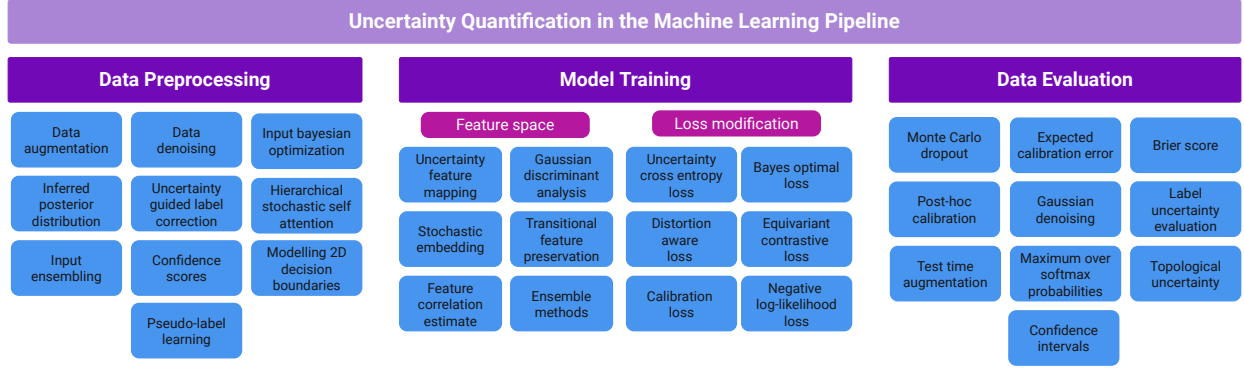 Uncertainty Quantification in the Machine Learning Pipeline
Data Preprocessing
Data
augmentation
Data
denoising
Input bayesian
optimization
Inferred
posterior
distribution
Uncertainty
guided label
correction
Hierarchical
stochastic self
attention
Input
ensembling
Confidence
scores
Modelling 2D
decision
boundaries
Pseudo-label
learning
Model Training
Feature space
Uncertainty
feature
mapping
Gaussian
discriminant
analysis
Stochastic
embedding
Transitional
feature
preservation
Feature
correlation
estimate
Ensemble
methods
Loss modification
Uncertainty
cross entropy
loss
Bayes optimal
loss
Distortion
aware
loss
Equivariant
contrastive
loss
Calibration
loss
Negative
log-likelihood
loss
Data Evaluation
Monte Carlo
dropout
Expected
calibration error
Brier score
Post-hoc
calibration
Gaussian
denoising
Label
uncertainty
evaluation
Test time
augmentation
Maximum over
softmax
probabilities
Topological
uncertainty
Confidence
intervals